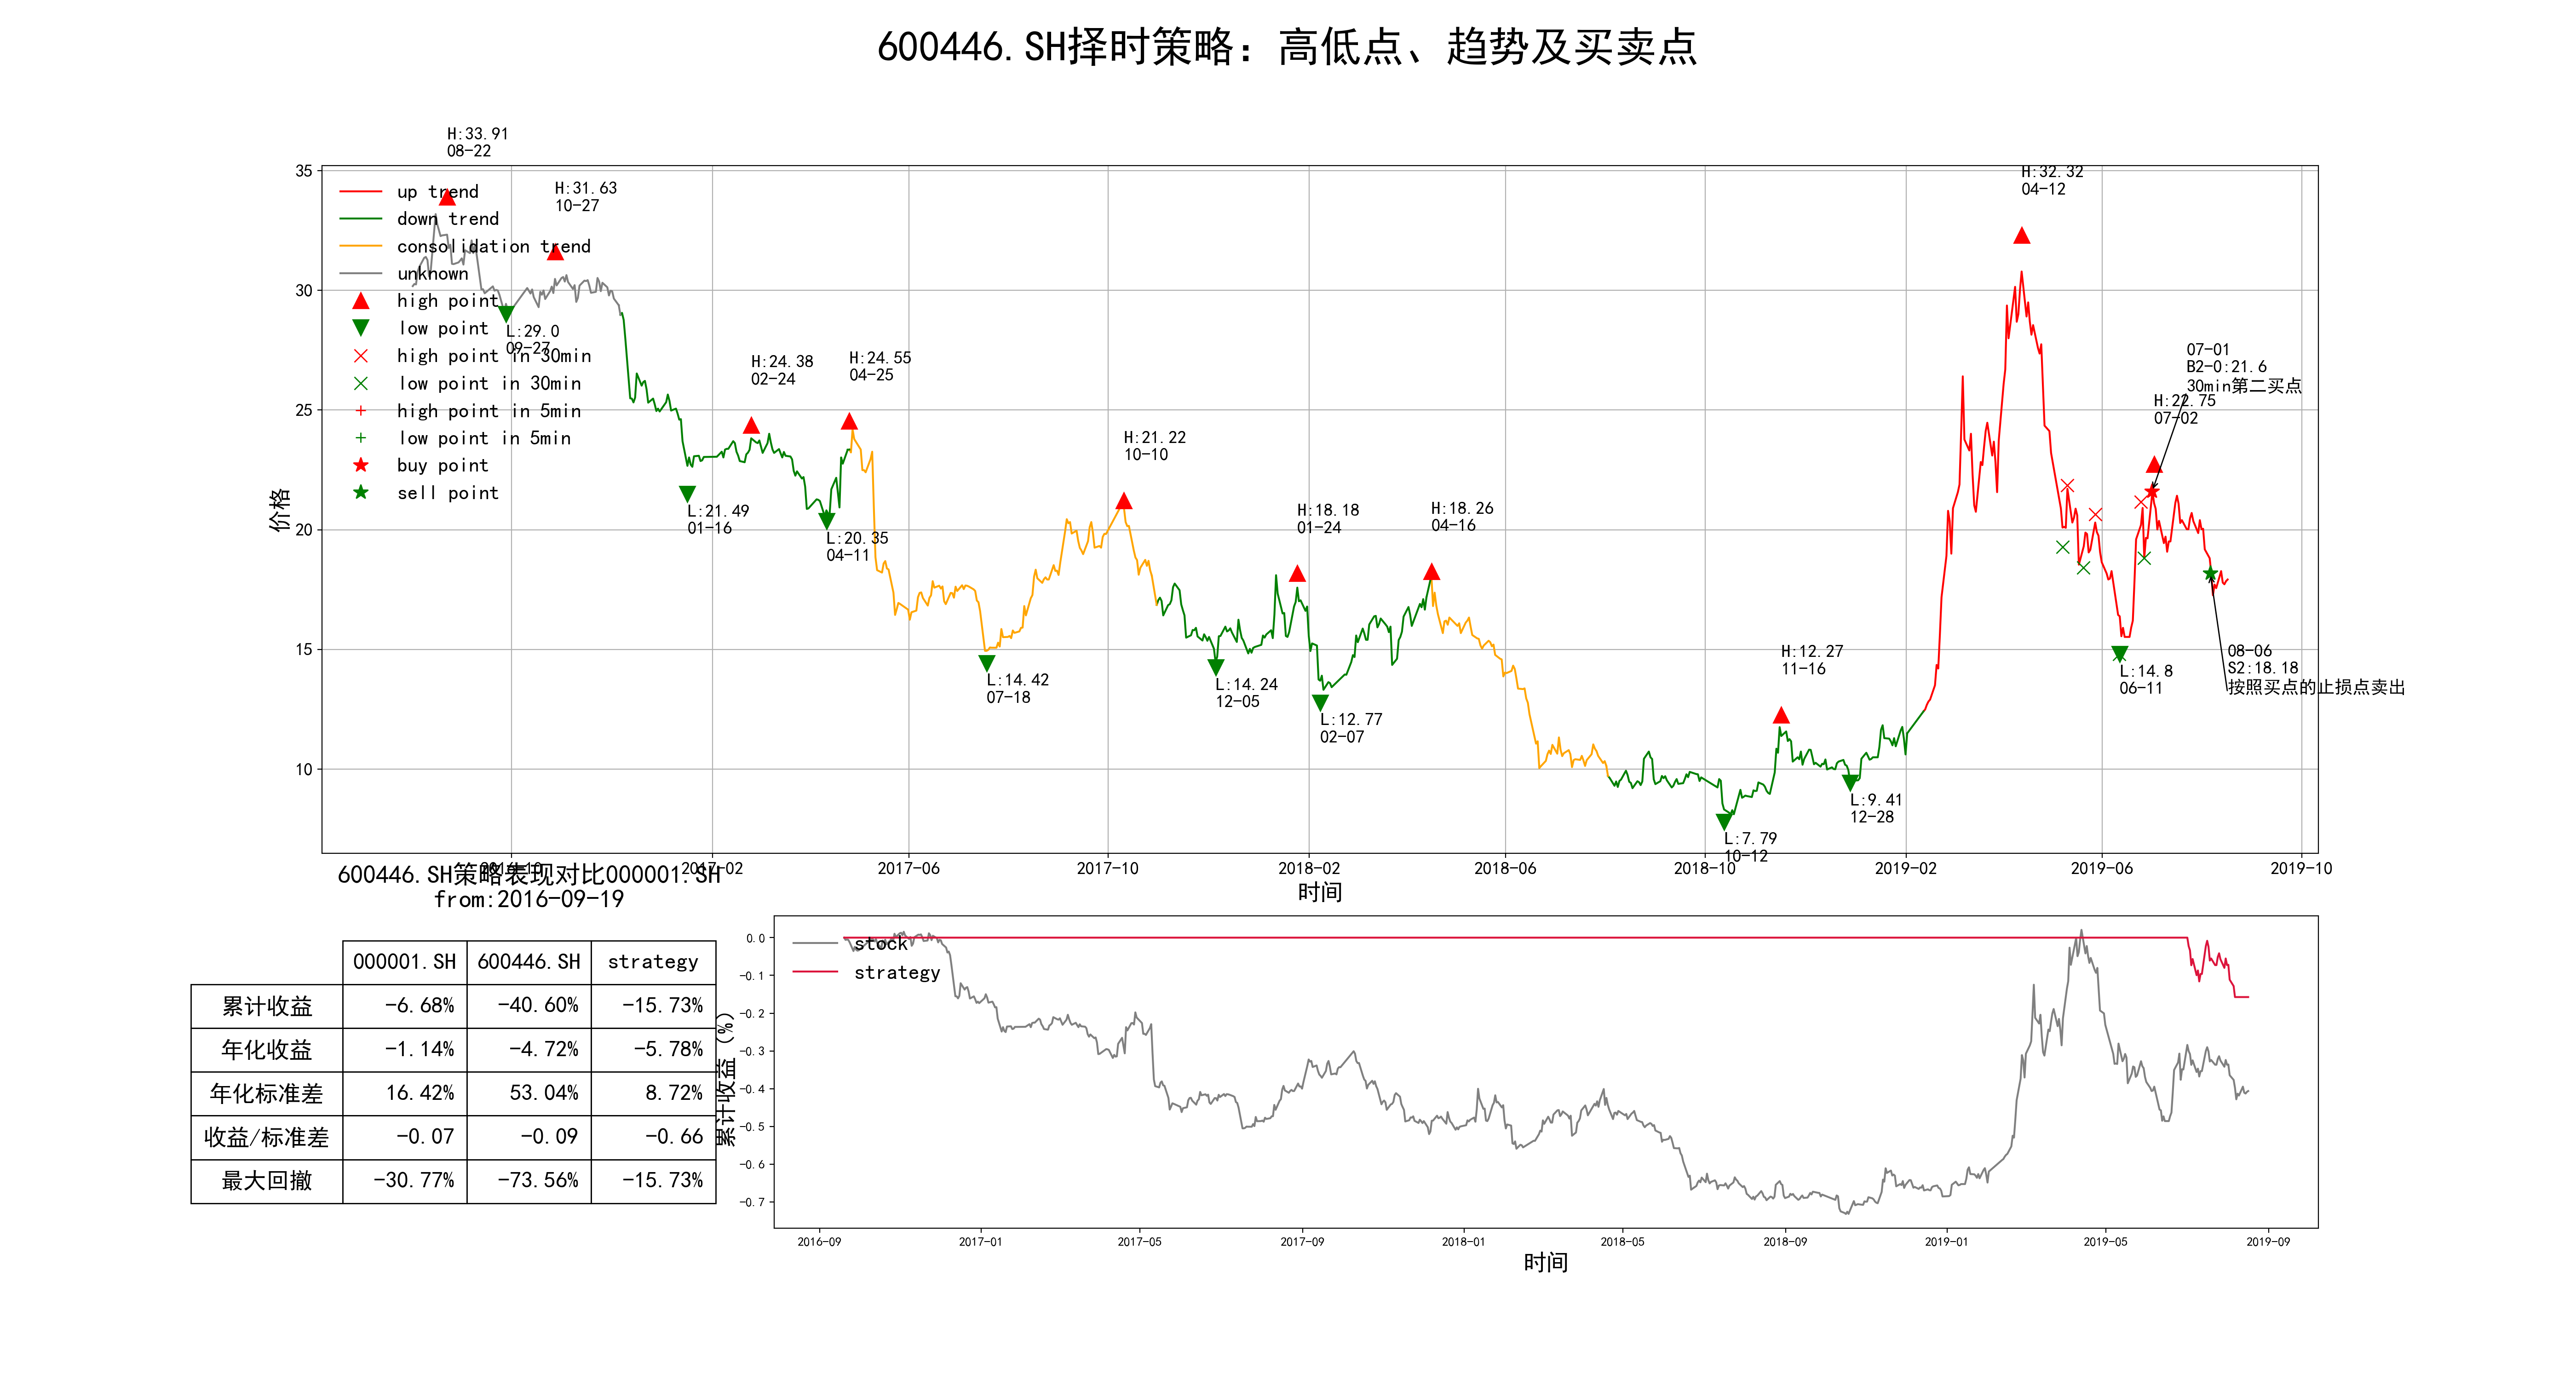 600446.SH择时策略：高低点、趋势及买卖点
H:33.91
08-22
H:31.63
10-27
H:32.32
04-12
up trend
down trend
consolidation trend
unknown
high point
low point
high point in 30min
low point in 30min
high point in 5min
low point in 5min
buy point
sell point
L:29.0
09-27
H:24.38
02-24
H:24.55
04-25
L:21.49
01-16
L:20.35
04-11
H:21.22
10-10
L:14.42
07-18
H:18.18
01-24
H:18.26
04-16
L:14.24
12-05
L:12.77
02-07
H:12.27
11-16
L:7.79
10-12
L:9.41
12-28
07-01
B2-0:21.6
30min第二买点
H:22.75
07-02
L:14.8
06-11
08-06
S2:18.18
按照买点的止损点卖出
价格
35
30
25
20
15
10
2016-10
2017-02
2017-06
2017-10
2018-02
2018-06
2018-10
2019-02
2019-06
2019-10
时间
600446.SH策略表现对比000001.SH
from:2016-09-19
000001.SH 600446.SH strategy
累计收益 -6.68% -40.60% -15.73%
年化收益 -1.14% -4.72% -5.78%
年化标准差 16.42% 53.04% 8.72%
收益/标准差 -0.07 -0.09 -0.66
最大回撤 -30.77% -73.56% -15.73%
累计收益（%）
stock
strategy
0.0
-0.1
-0.2
-0.3
-0.4
-0.5
-0.6
-0.7
2016-09
2017-01
2017-05
2017-09
2018-01
2018-05
2018-09
2019-01
2019-05
2019-09
时间